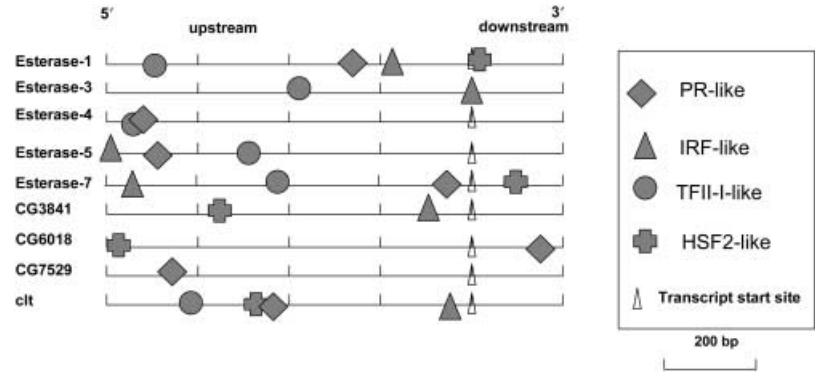 5′ 3′
upstream downstream
Esterase-1
Esterase-3
Esterase-4
Esterase-5
Esterase-7
CG3841
CG6018
CG7529
clt
PR-like
IRF-like
TFII-I-like
HSF2-like
Transcript start site
200 bp